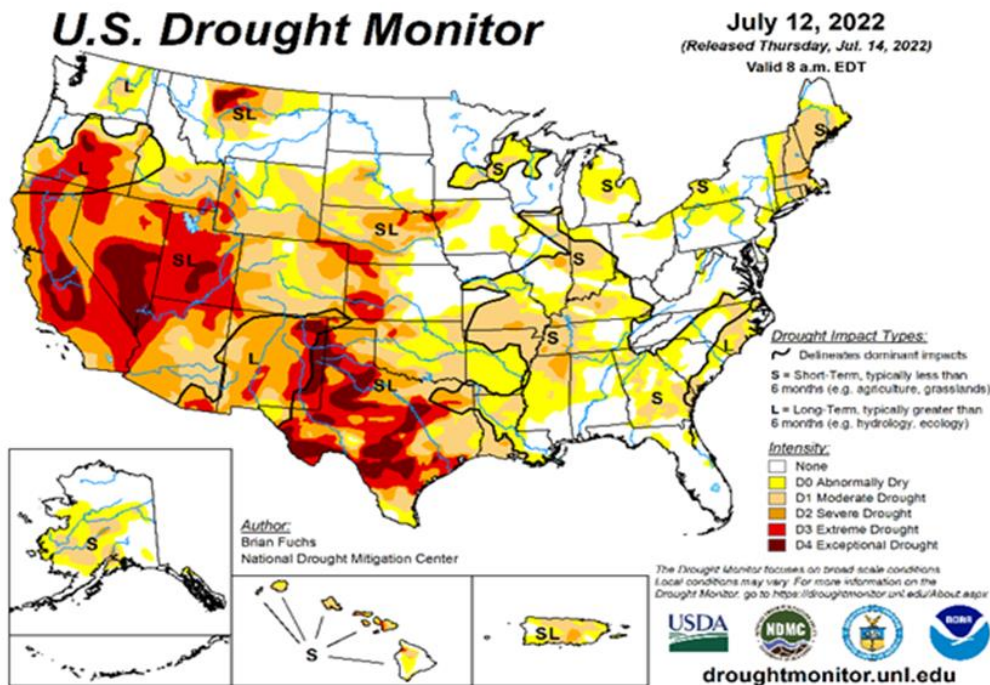 U.S. Drought Monitor
July 12, 2022
(Released Thursday, Jul. 14, 2022)
Valid 8 a.m. EDT
L
SL
S
S
S
S
L
SL
SL
S
S
L
SL
S
L
S
Drought Impact Types:
Delineates dominant impacts
S = Short-Term, typically less than
6 months (e.g. agriculture, grasslands)
L = Long-Term, typically greater than
6 months (e.g. hydrology, ecology)
Intensity:
None
D0 Abnormally Dry
D1 Moderate Drought
D2 Severe Drought
D3 Extreme Drought
D4 Exceptional Drought
Author:
Brian Fuchs
National Drought Mitigation Center
S
SL
The Drought Monitor focuses on broad scale conditions
Local conditions may vary. For more information on the
Drought Monitor, go to https://droughtmonitor.unl.edu/About.aspx
USDA
NDMC
NOAA
droughtmonitor.unl.edu